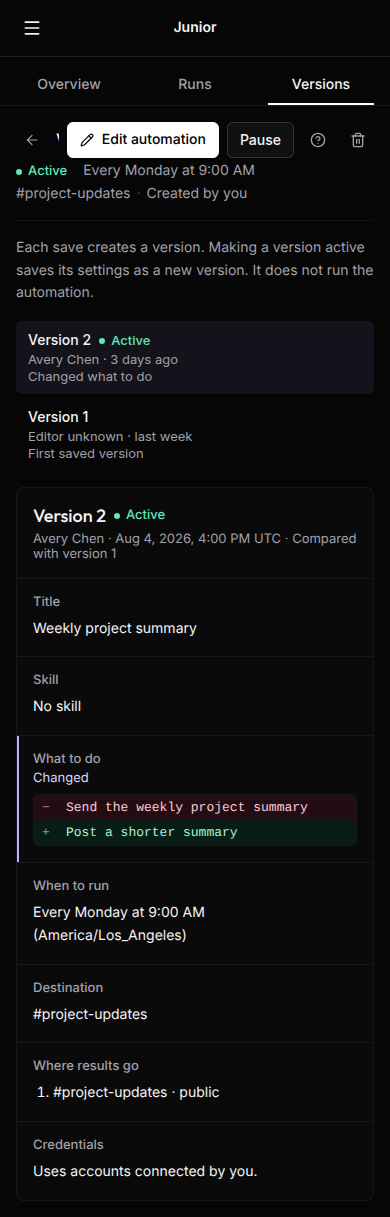 Junior
Overview
Runs
Versions
Edit automation
Pause
Active Every Monday at 9:00 AM
#project-updates · Created by you
Each save creates a version. Making a version active
saves its settings as a new version. It does not run the
automation.
Version 2 Active
Avery Chen · 3 days ago
Changed what to do
Version 1
Editor unknown · last week
First saved version
Version 2 Active
Avery Chen · Aug 4, 2026, 4:00 PM UTC · Compared
with version 1
Title
Weekly project summary
Skill
No skill
What to do
Changed
− Send the weekly project summary
+ Post a shorter summary
When to run
Every Monday at 9:00 AM
(America/Los_Angeles)
Destination
#project-updates
Where results go
1. #project-updates · public
Credentials
Uses accounts connected by you.